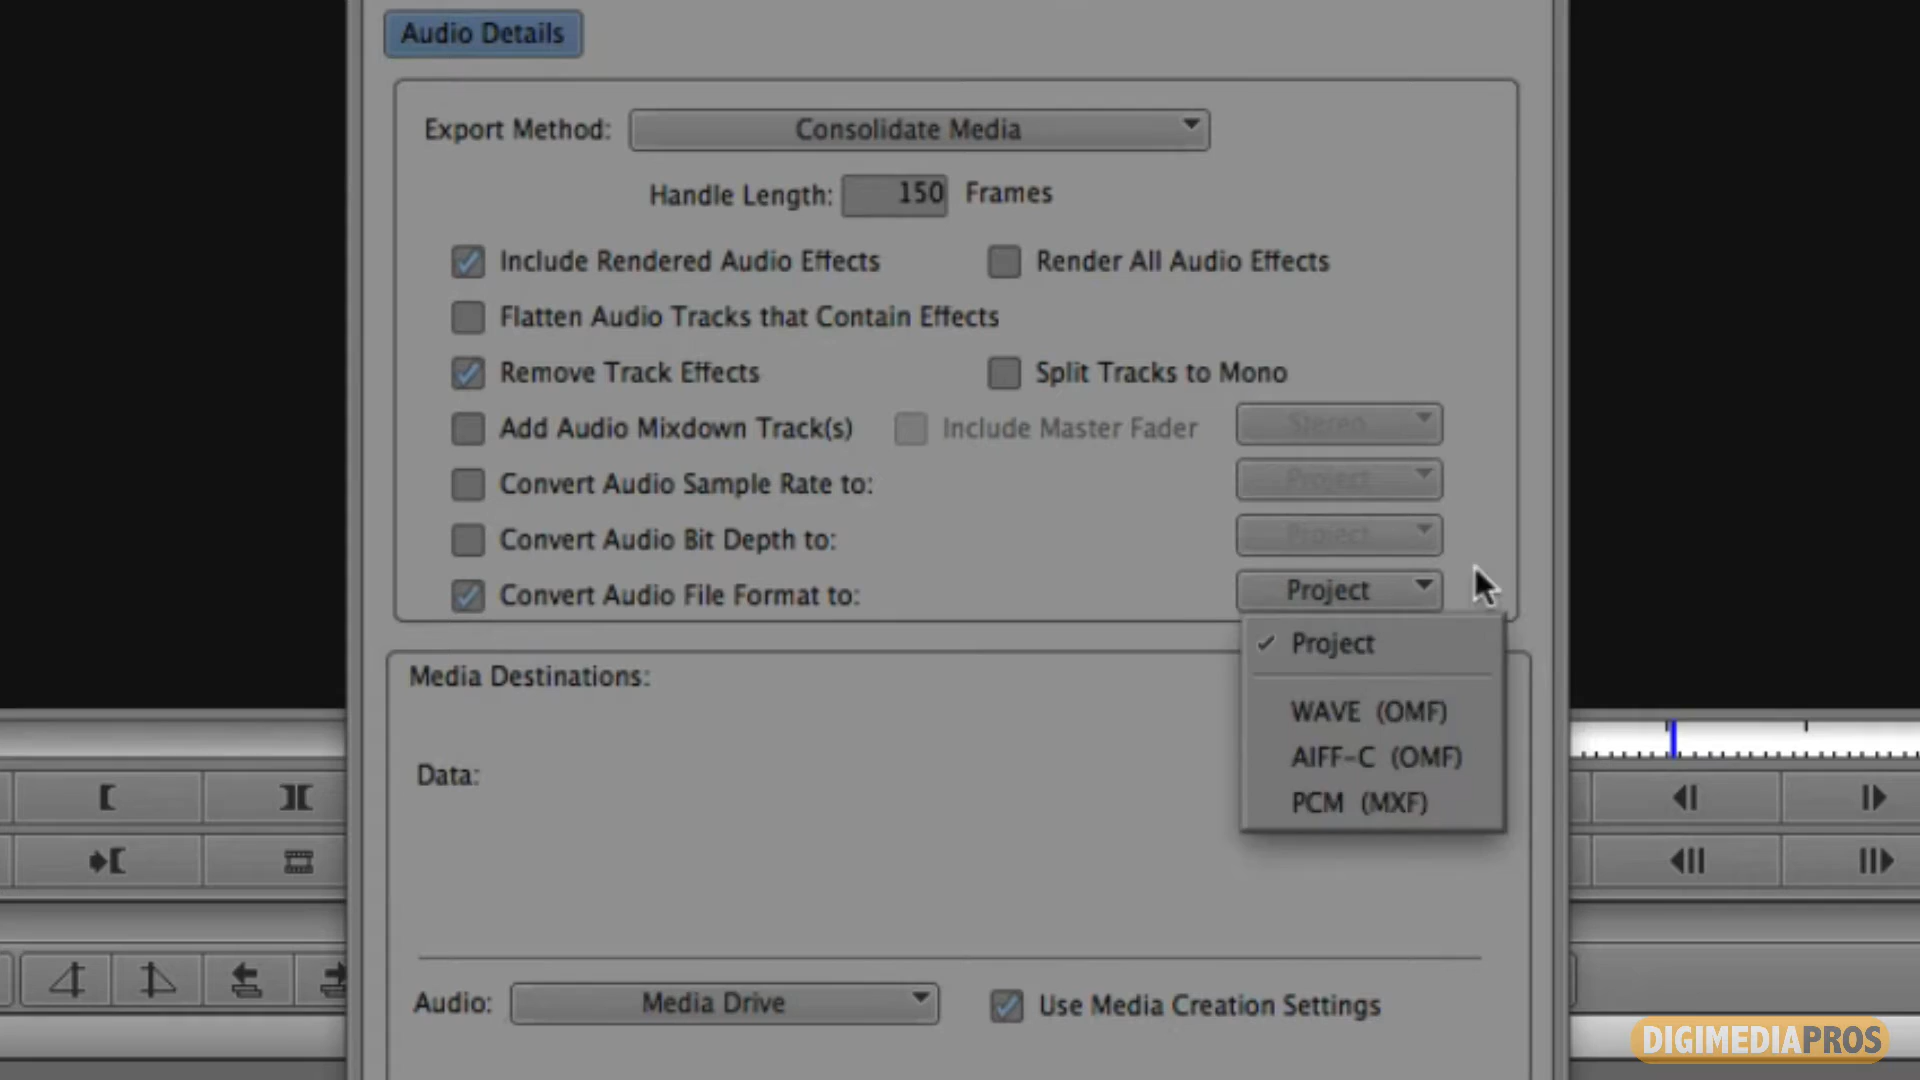 Audio Details
Export Method: Consolidate Media
Handle Length: 150 Frames
Include Rendered Audio Effects Render All Audio Effects
Flatten Audio Tracks that Contain Effects
Remove Track Effects Split Tracks to Mono
Add Audio Mixdown Track(s) Include Master Fader Stereo
Convert Audio Sample Rate to: Project
Convert Audio Bit Depth to: Project
Convert Audio File Format to: Project
Project
WAVE (OMF)
AIFF-C (OMF)
PCM (MXF)
Media Destinations:
Data:
Audio: Media Drive Use Media Creation Settings
DIGIMEDIAPROS